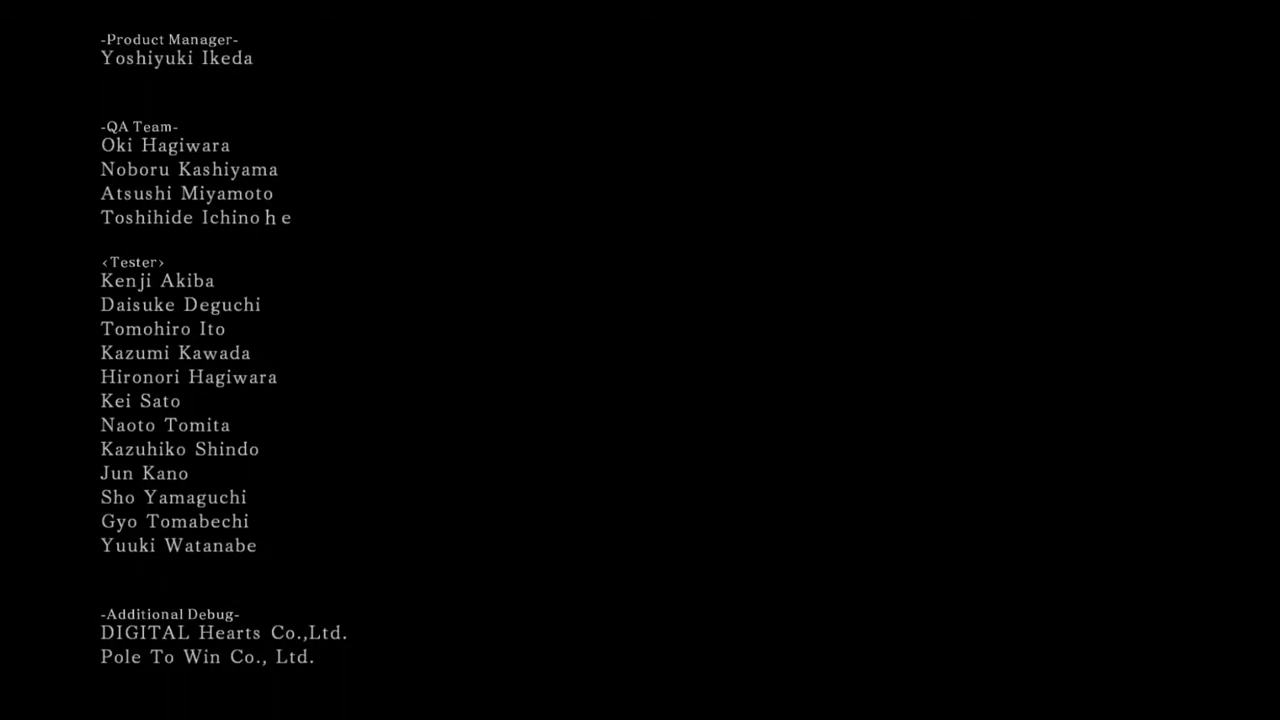 -Product Manager-
Yoshiyuki Ikeda
-QA Team-
Oki Hagiwara
Noboru Kashiyama
Atsushi Miyamoto
Toshihide Ichinoｈe
<Tester>
Kenji Akiba
Daisuke Deguchi
Tomohiro Ito
Kazumi Kawada
Hironori Hagiwara
Kei Sato
Naoto Tomita
Kazuhiko Shindo
Jun Kano
Sho Yamaguchi
Gyo Tomabechi
Yuuki Watanabe
-Additional Debug-
DIGITAL Hearts Co.,Ltd.
Pole To Win Co., Ltd.